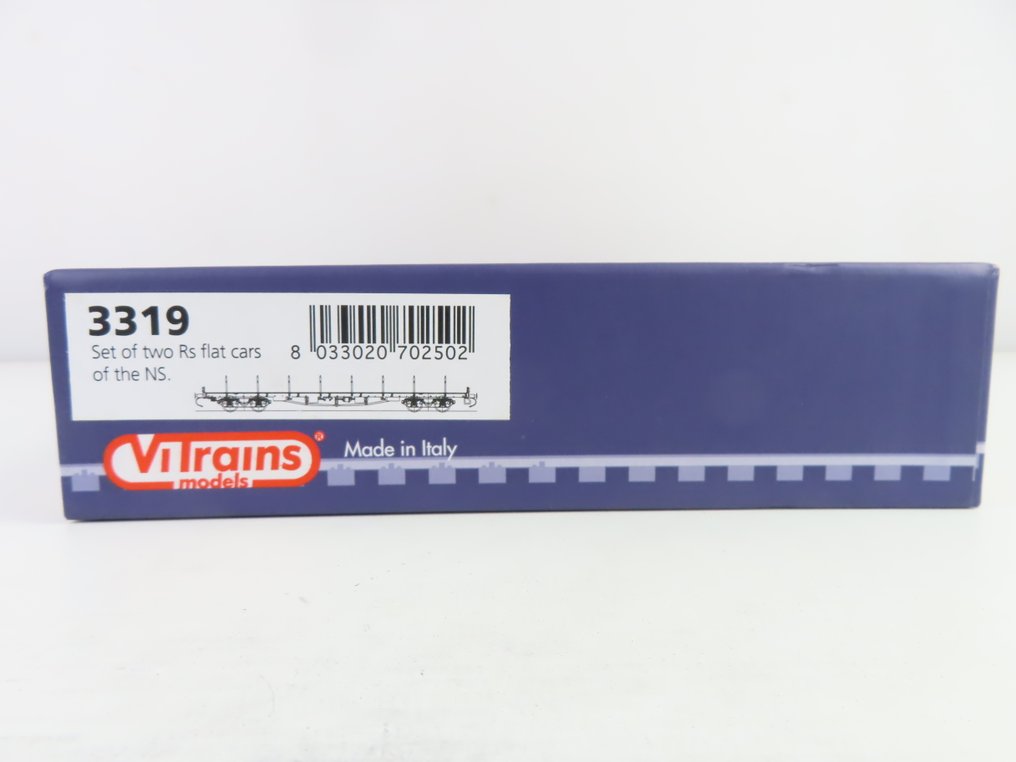 3319
Set of two Rs flat cars
of the NS.
8 033020 702502
ViTrains ®
models
Made in Italy